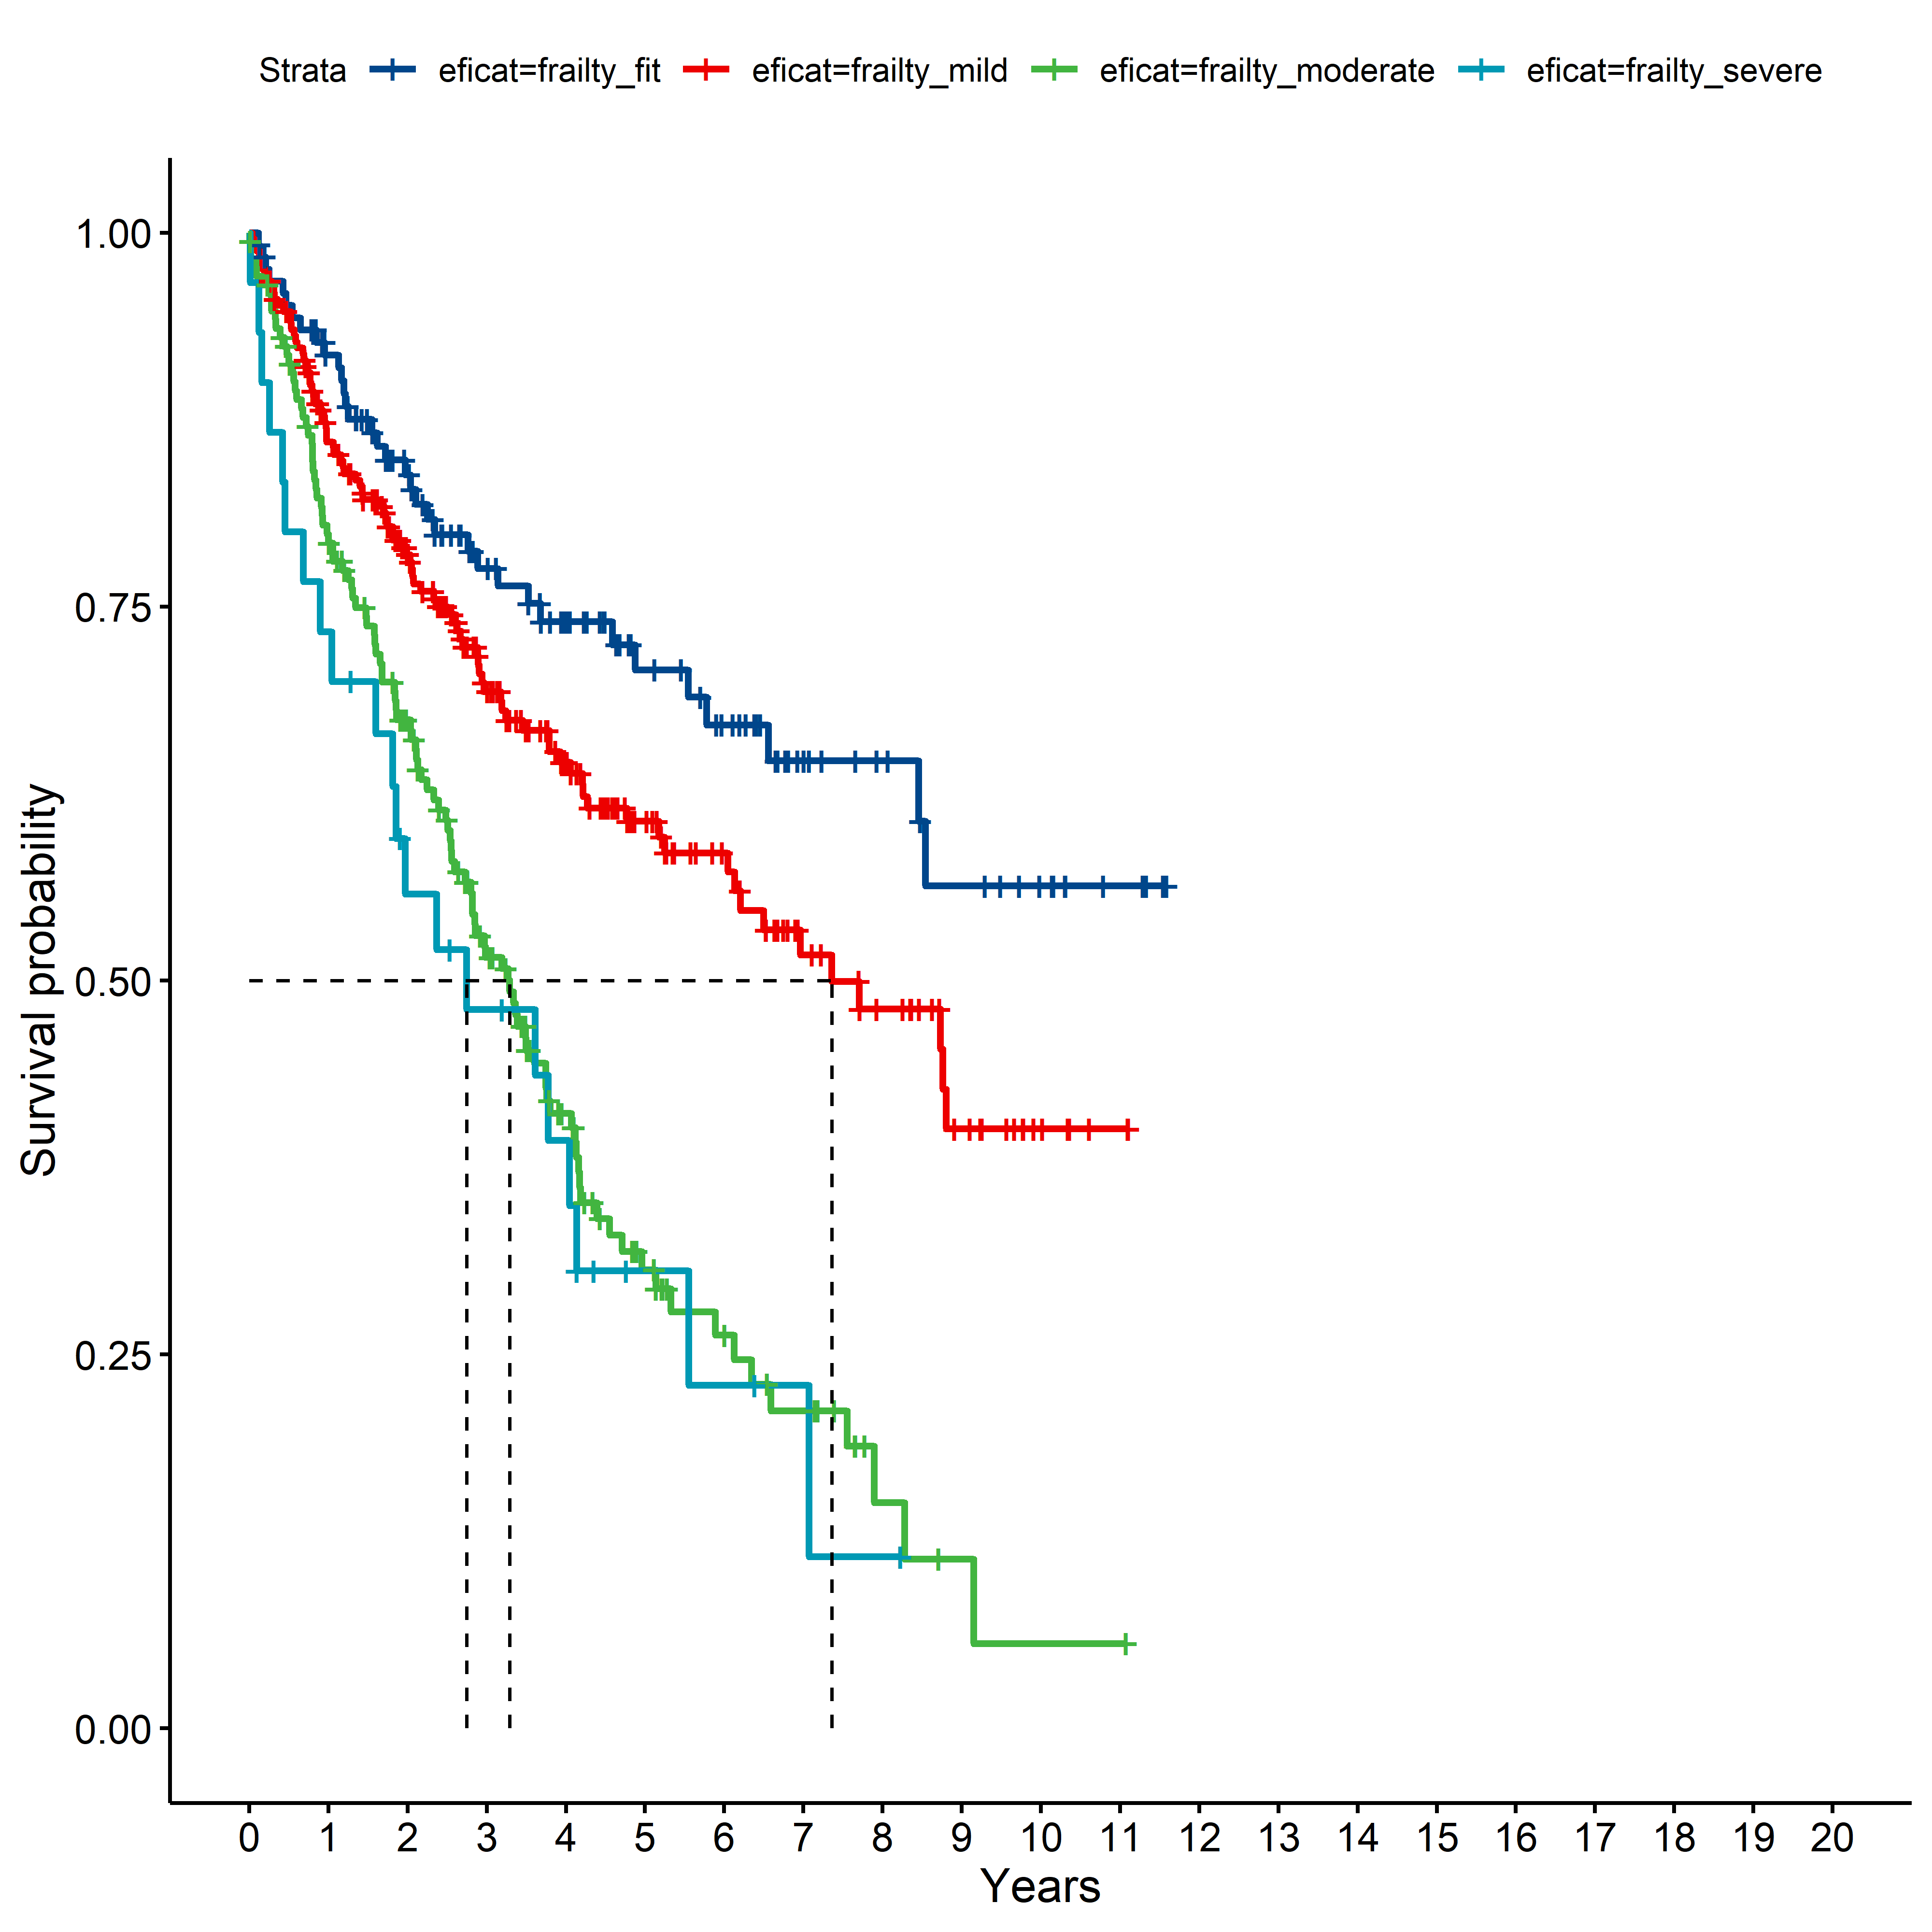 Strata eficat=frailty_fit eficat=frailty_mild eficat=frailty_moderate eficat=frailty_severe
1.00
0.75
0.50
0.25
0.00
Survival probability
0 1 2 3 4 5 6 7 8 9 10 11 12 13 14 15 16 17 18 19 20
Years